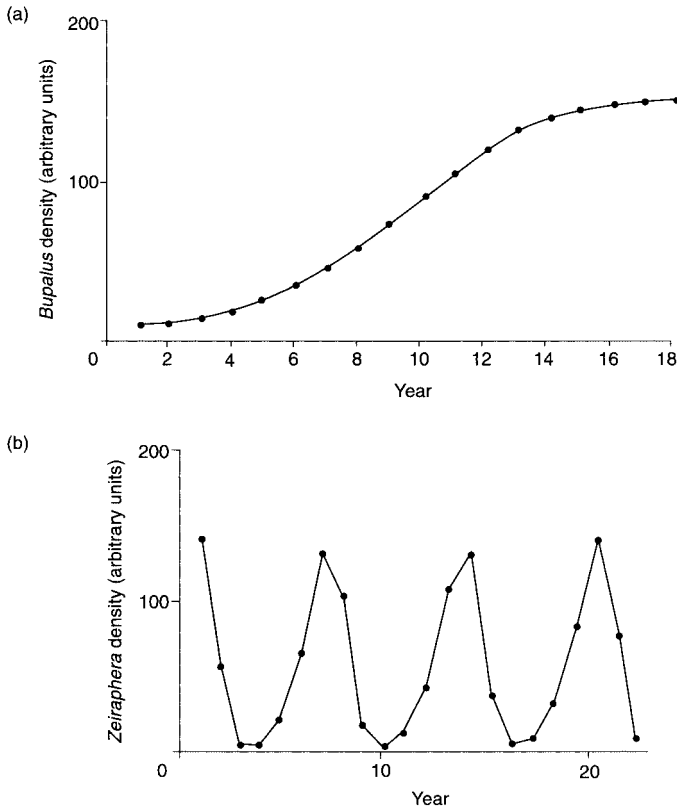 (a)
200
100
0
Bupalus density (arbitrary units)
2 4 6 8 10 12 14 16 18
Year
(b)
200
100
0
Zeiraphera density (arbitrary units)
10 20
Year